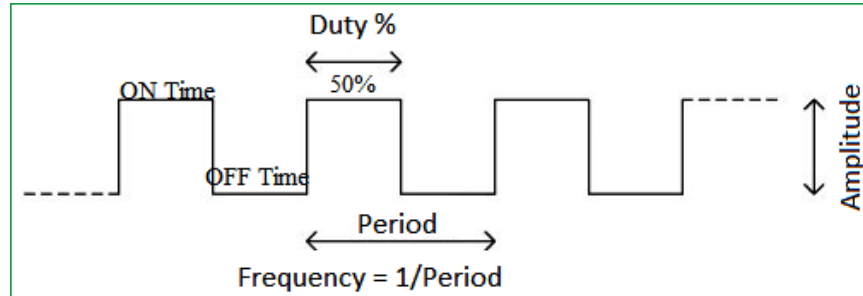 Duty %
50%
ON Time
OFF Time
Amplitude
Period
Frequency = 1/Period